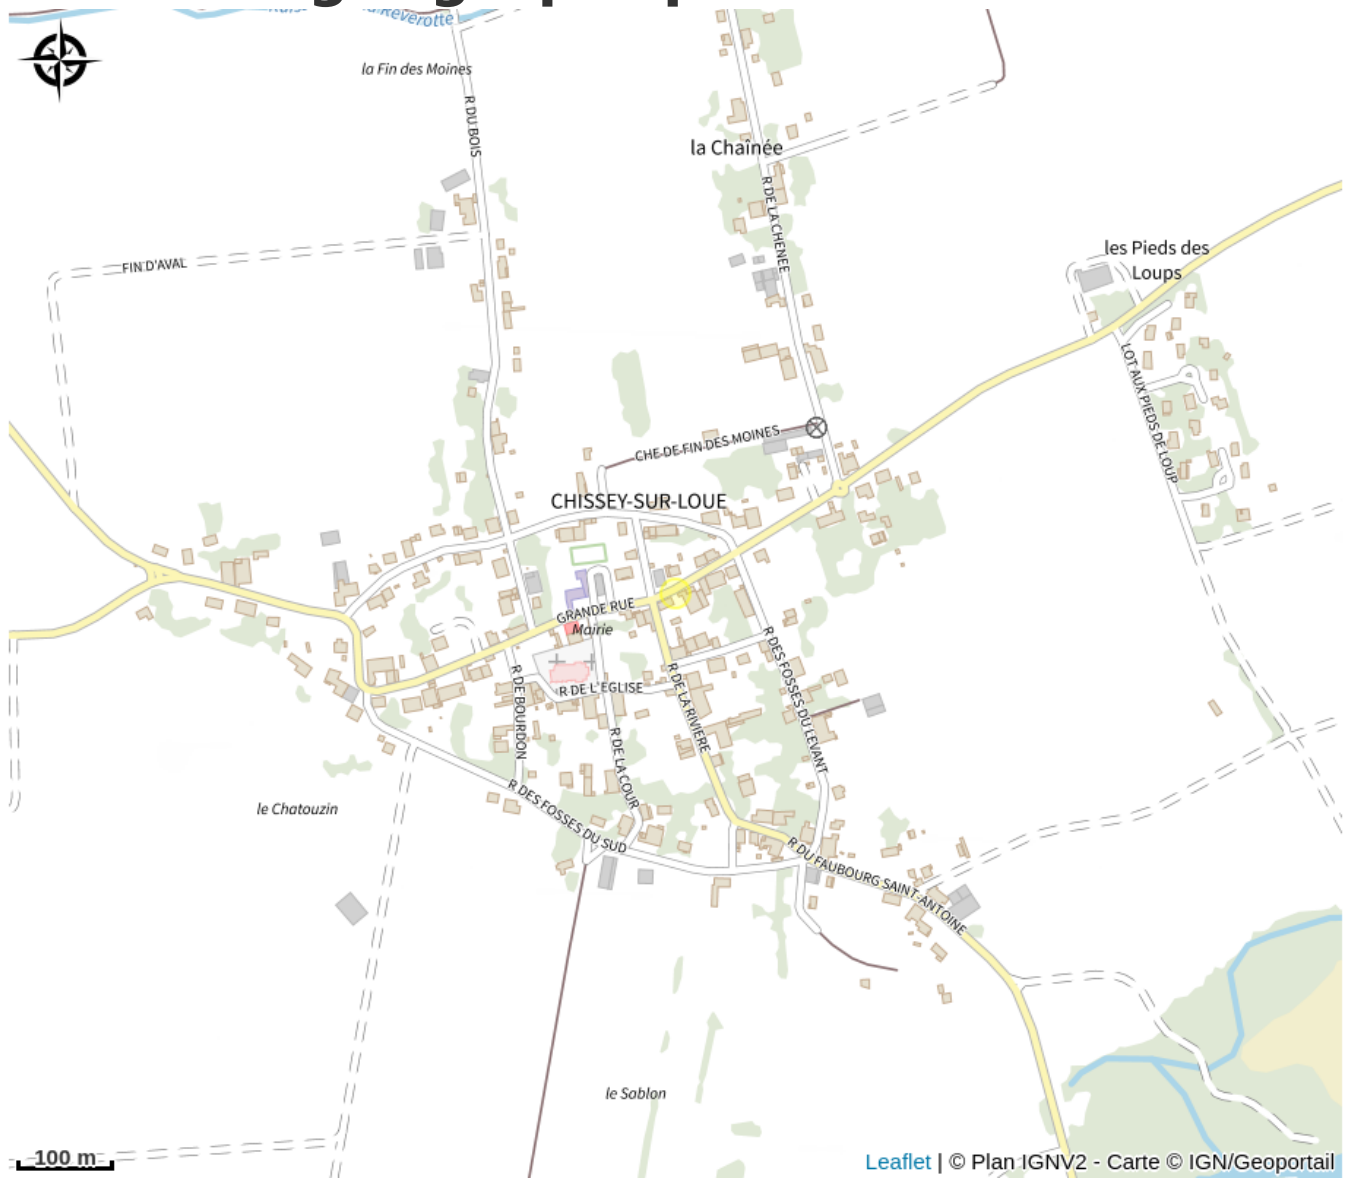 la Reverotte
la Fin des Moines
R DU BOIS
la Chaînée
R DE LA CHENEE
les Pieds des
Loups
FIN D'AVAL
LOT AUX PIEDS DE LOUP
CHE DE FIN DES MOINES
CHISSEY-SUR-LOUE
GRANDE RUE
Mairie
R DE L'EGLISE
R DE BOURDON
R DE LA COUR
R DE LA RIVIERE
R DES FOSSES DU LEVANT
le Chatouzin
R DES FOSSES DU SUD
R DU FAUBOURG SAINT-ANTOINE
le Sablon
100 m
Leaflet | © Plan IGNV2 - Carte © IGN/Geoportail